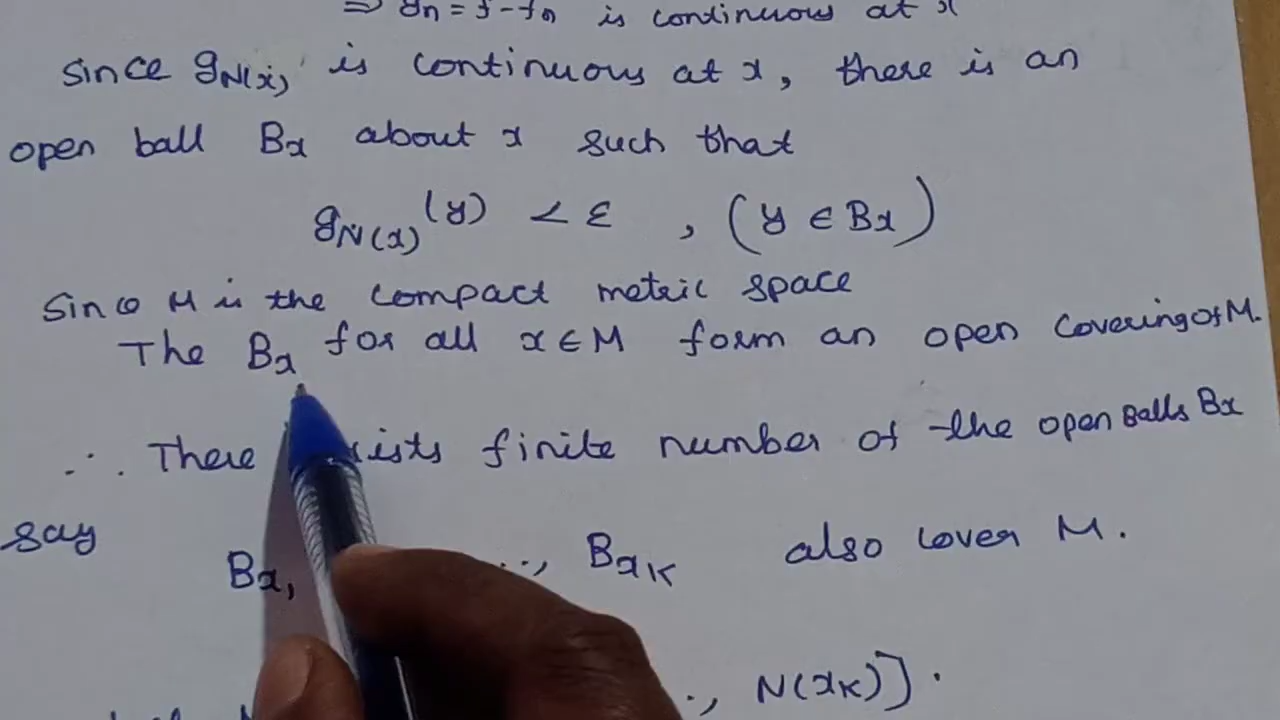 ⇒ gn = f - fn is continuous at x
Since gN(x), is continuous at x, there is an
open ball Bx about x such that
gN(x)(y) < ε , (y ∈ Bx)
Since M is the compact metric space
The Bx for all x ∈ M form an open covering of M.
∴ There exists finite number of the open Balls Bx
say
Bx1 ..., BxK also cover M.
., N(xK)].